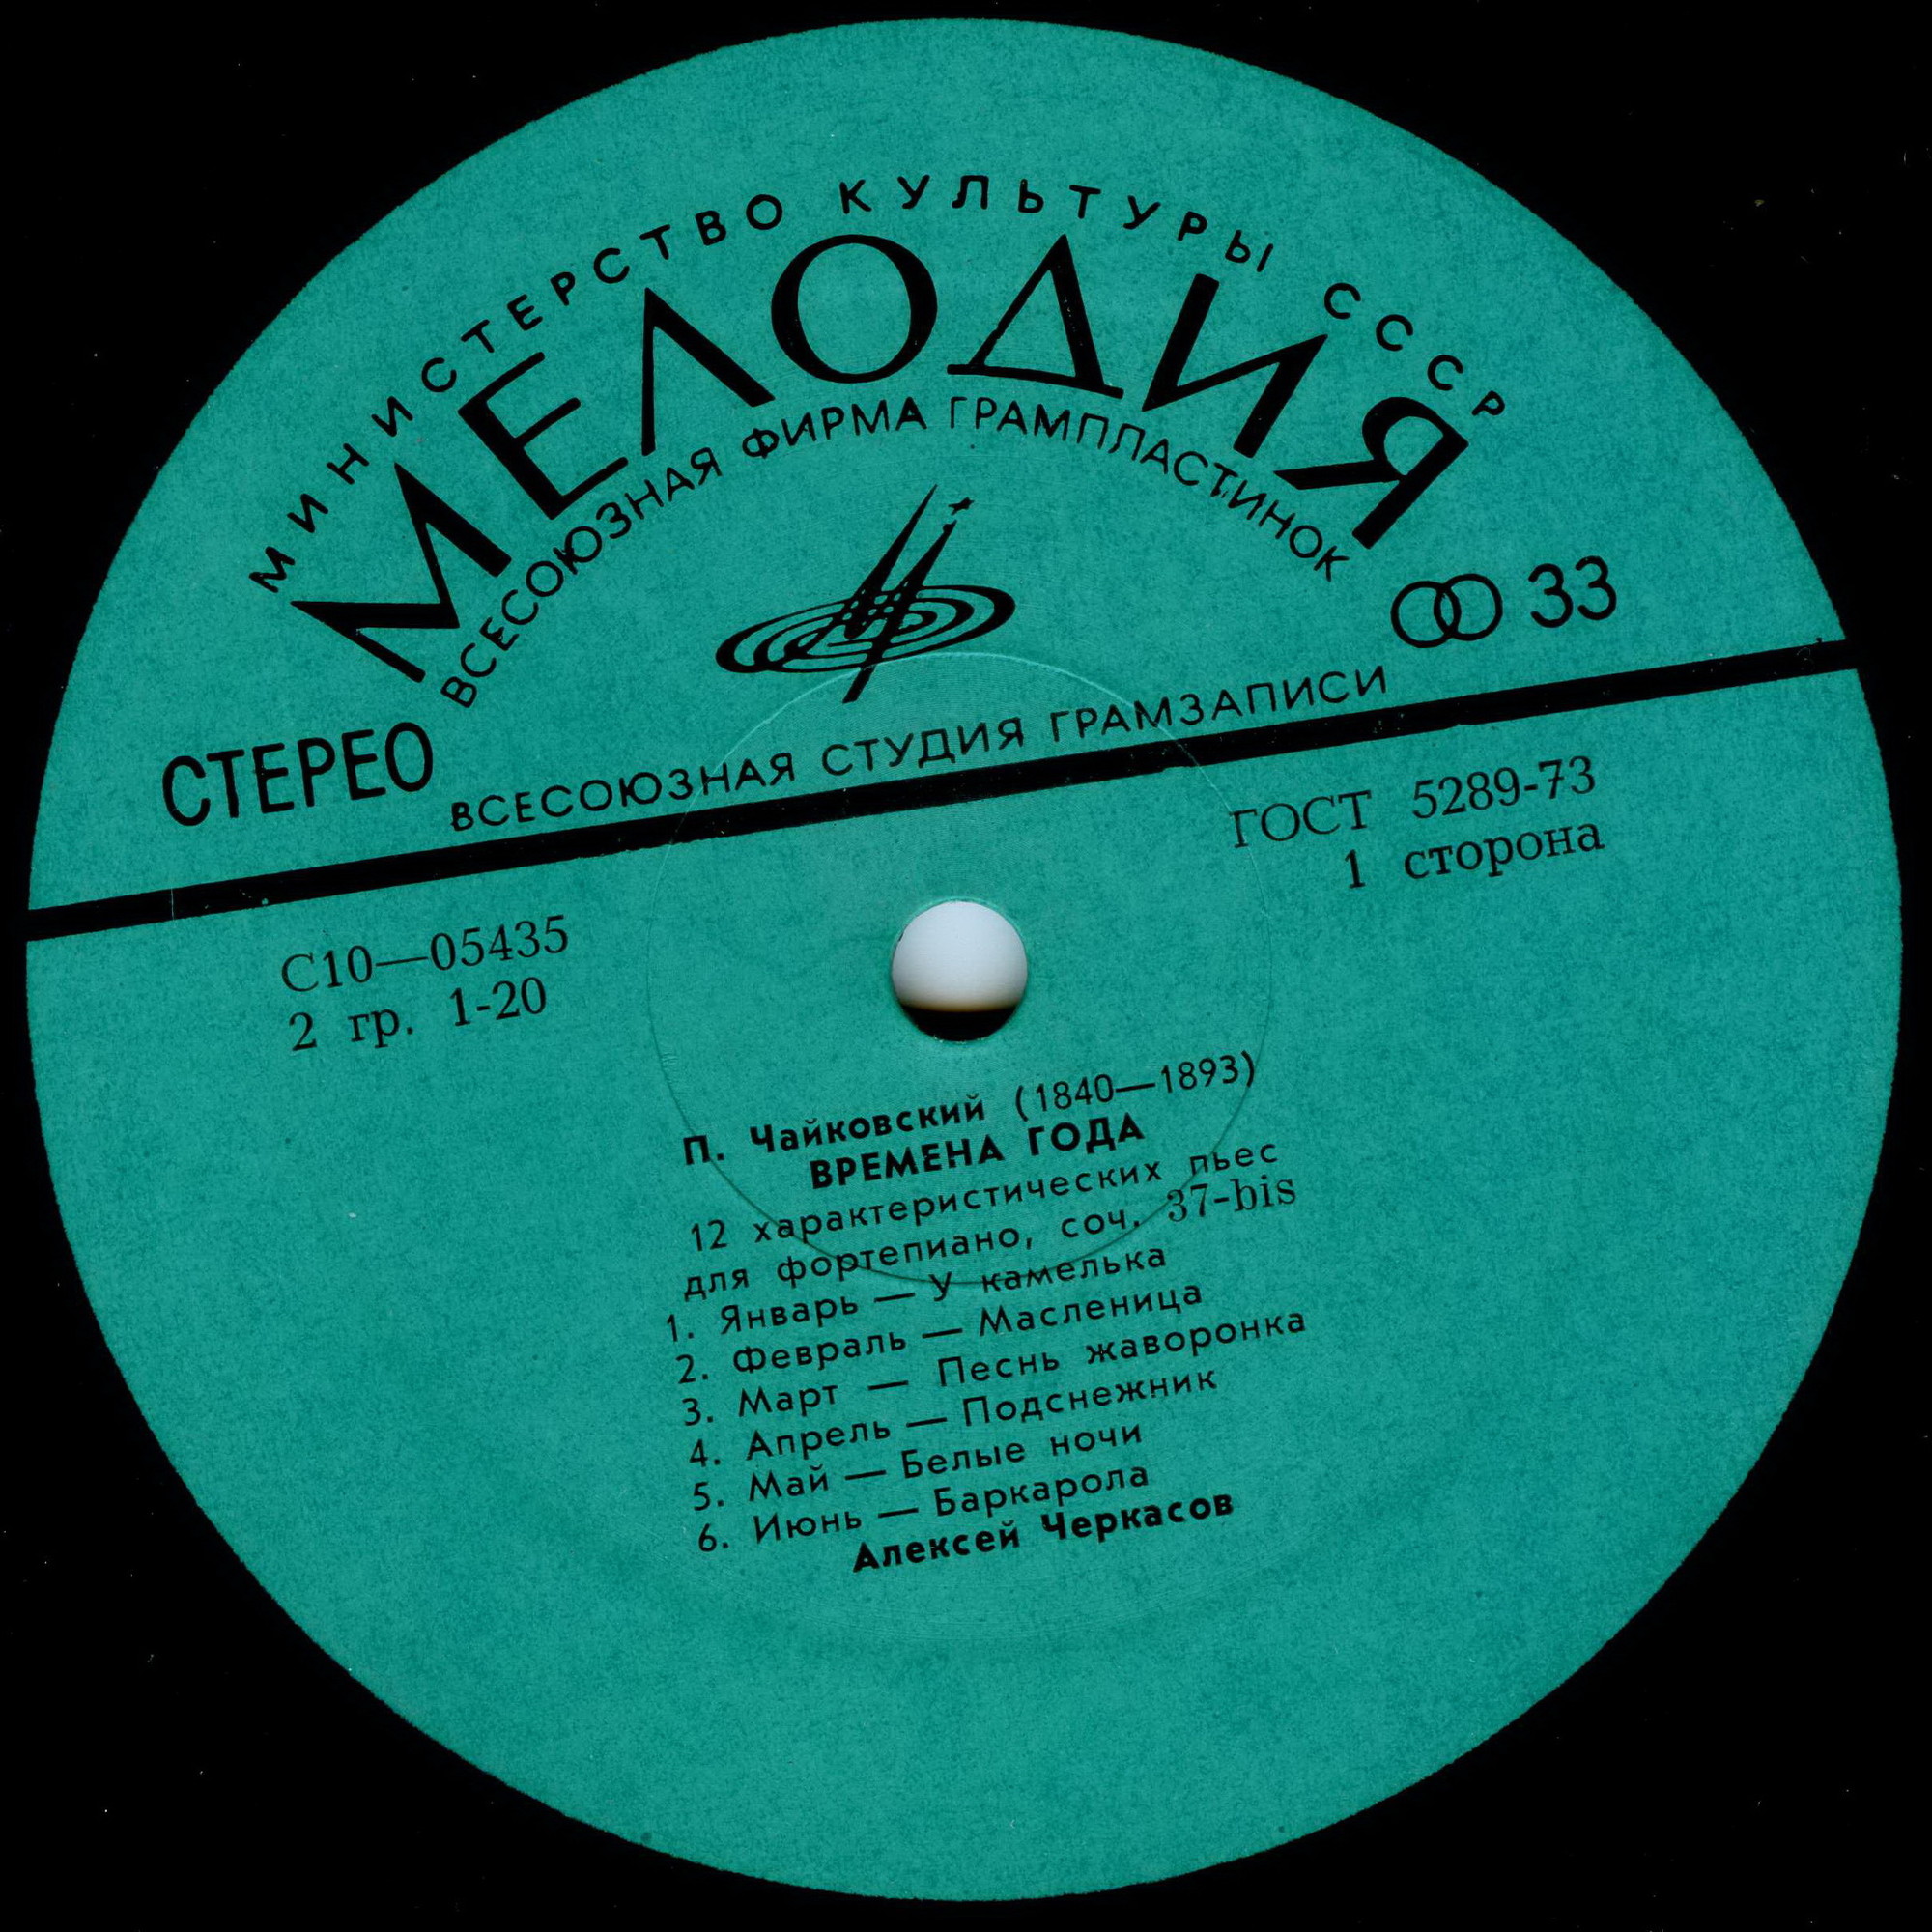 МИНИСТЕРСТВО КУЛЬТУРЫ СССР
МЕЛОДИЯ
ВСЕСОЮЗНАЯ ФИРМА ГРАМПЛАСТИНОК
33
СТЕРЕО
ВСЕСОЮЗНАЯ СТУДИЯ ГРАМЗАПИСИ
ГОСТ 5289-73
1 сторона
С10—05435
2 гр. 1-20
П. Чайковский (1840—1893)
ВРЕМЕНА ГОДА
12 характеристических пьес
для фортепиано, соч. 37-bis
1. Январь — У камелька
2. Февраль — Масленица
3. Март — Песнь жаворонка
4. Апрель — Подснежник
5. Май — Белые ночи
6. Июнь — Баркарола
Алексей Черкасов